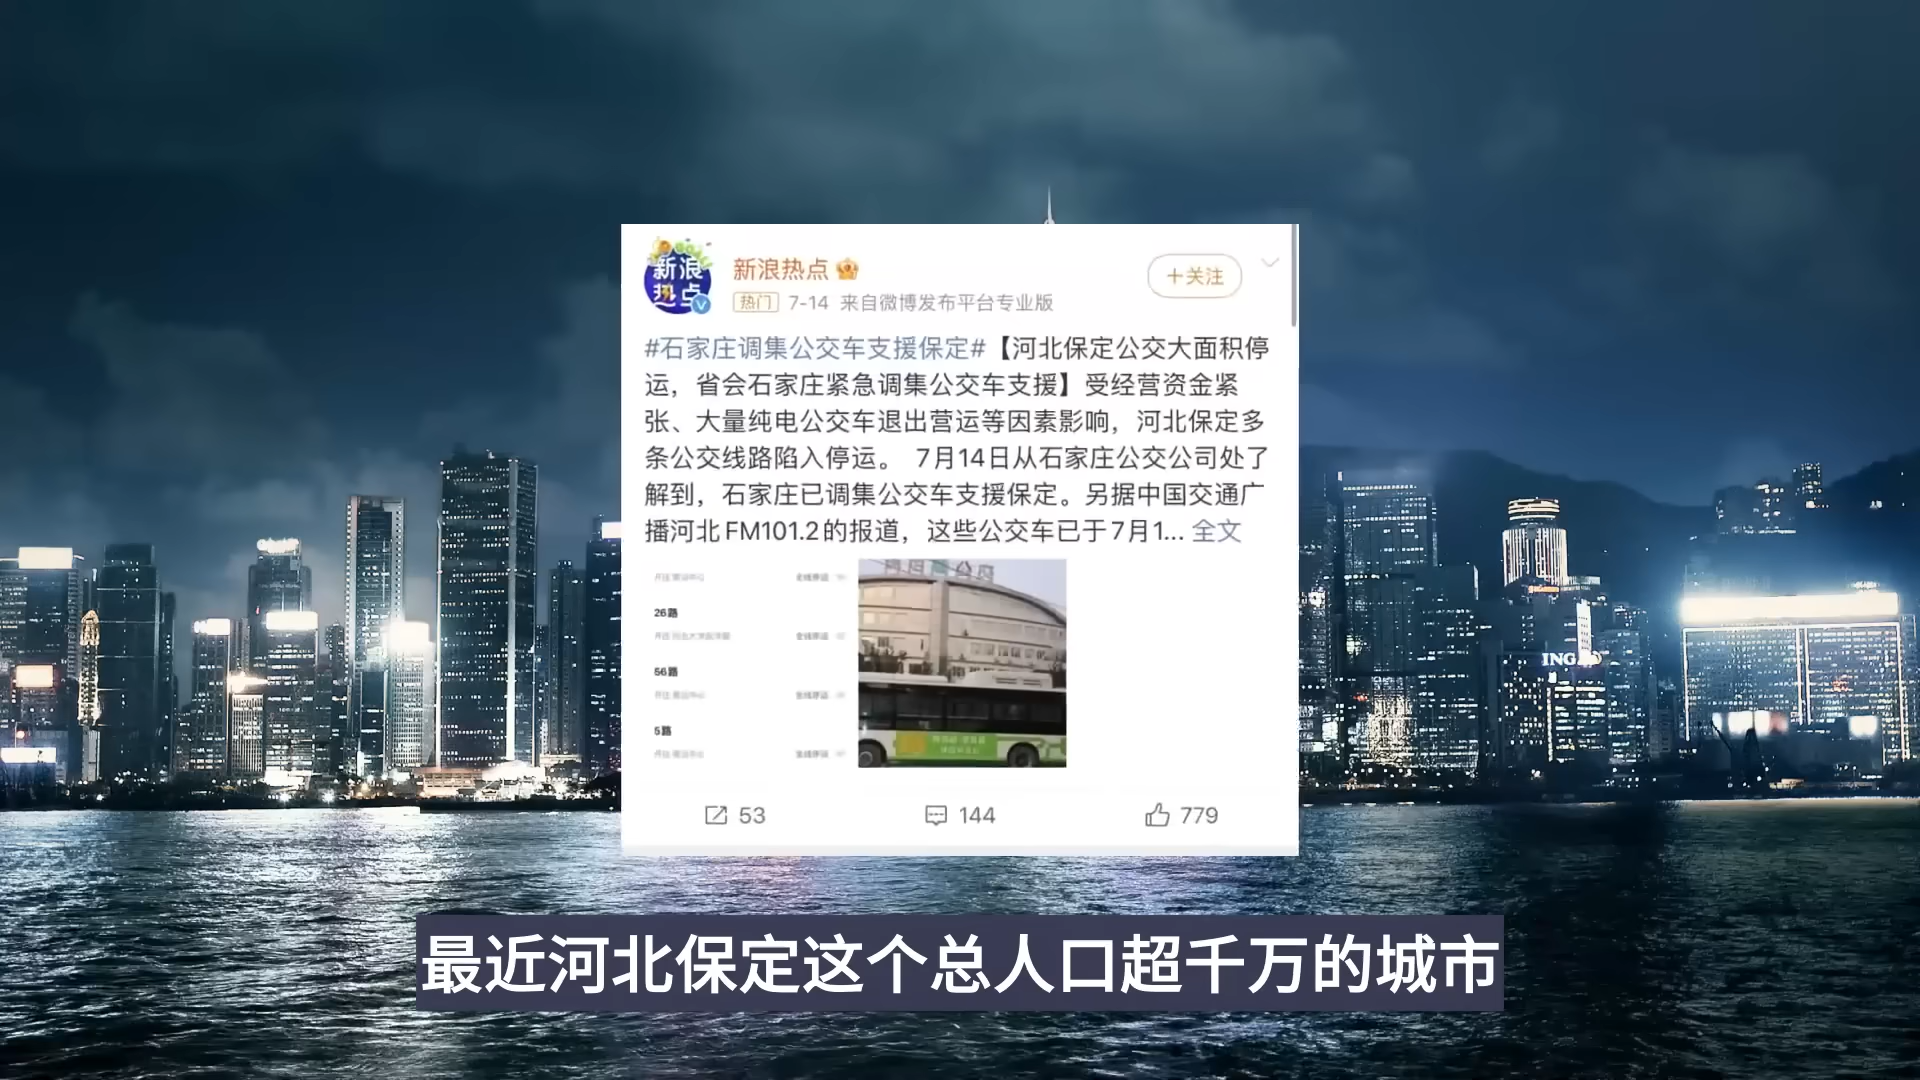 新浪热点
新浪热点
热门 7-14 来自微博发布平台专业版
+关注
#石家庄调集公交车支援保定#【河北保定公交大面积停
运，省会石家庄紧急调集公交车支援】受经营资金紧
张、大量纯电公交车退出营运等因素影响，河北保定多
条公交线路陷入停运。 7月14日从石家庄公交公司处了
解到，石家庄已调集公交车支援保定。另据中国交通广
播河北FM101.2的报道，这些公交车已于7月1... 全文
26路
56路
5路
53
144
779
ING
最近河北保定这个总人口超千万的城市